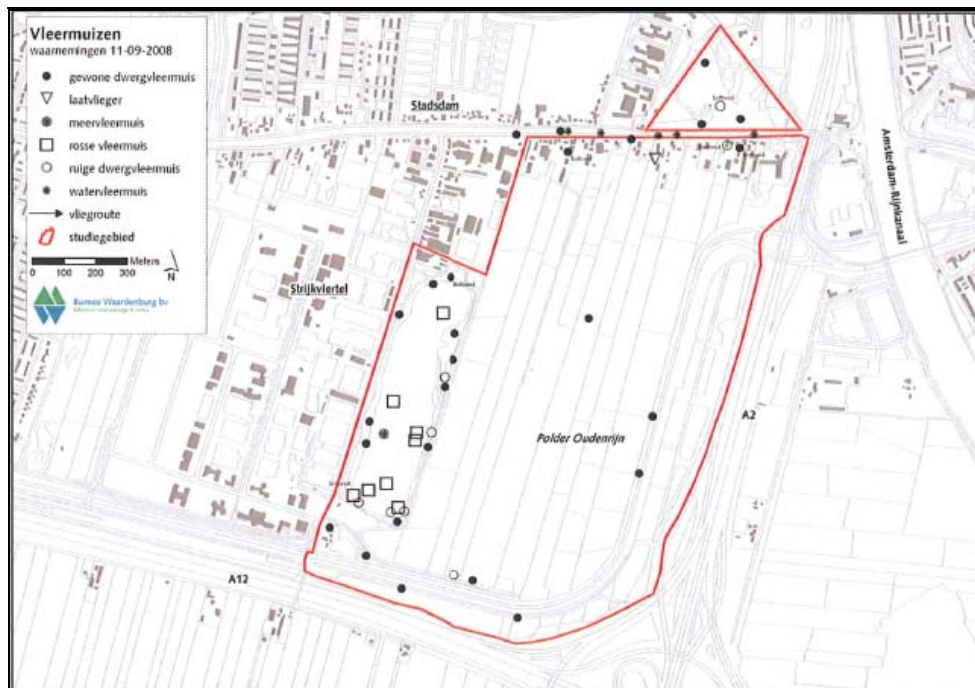 Vleermuizen
waarnemingen 11-09-2008
gewone dwergvleermuis
laatvlieger
meervleermuis
rosse vleermuis
ruige dwergvleermuis
watervleermuis
vliegroute
studiegebied
Meters
0 100 200 300
N
Bureau Waardenburg bv
Stadsdam
Strijkviertel
Amsterdam-Rijnkanaal
Polder Oudenrijn
A2
A12